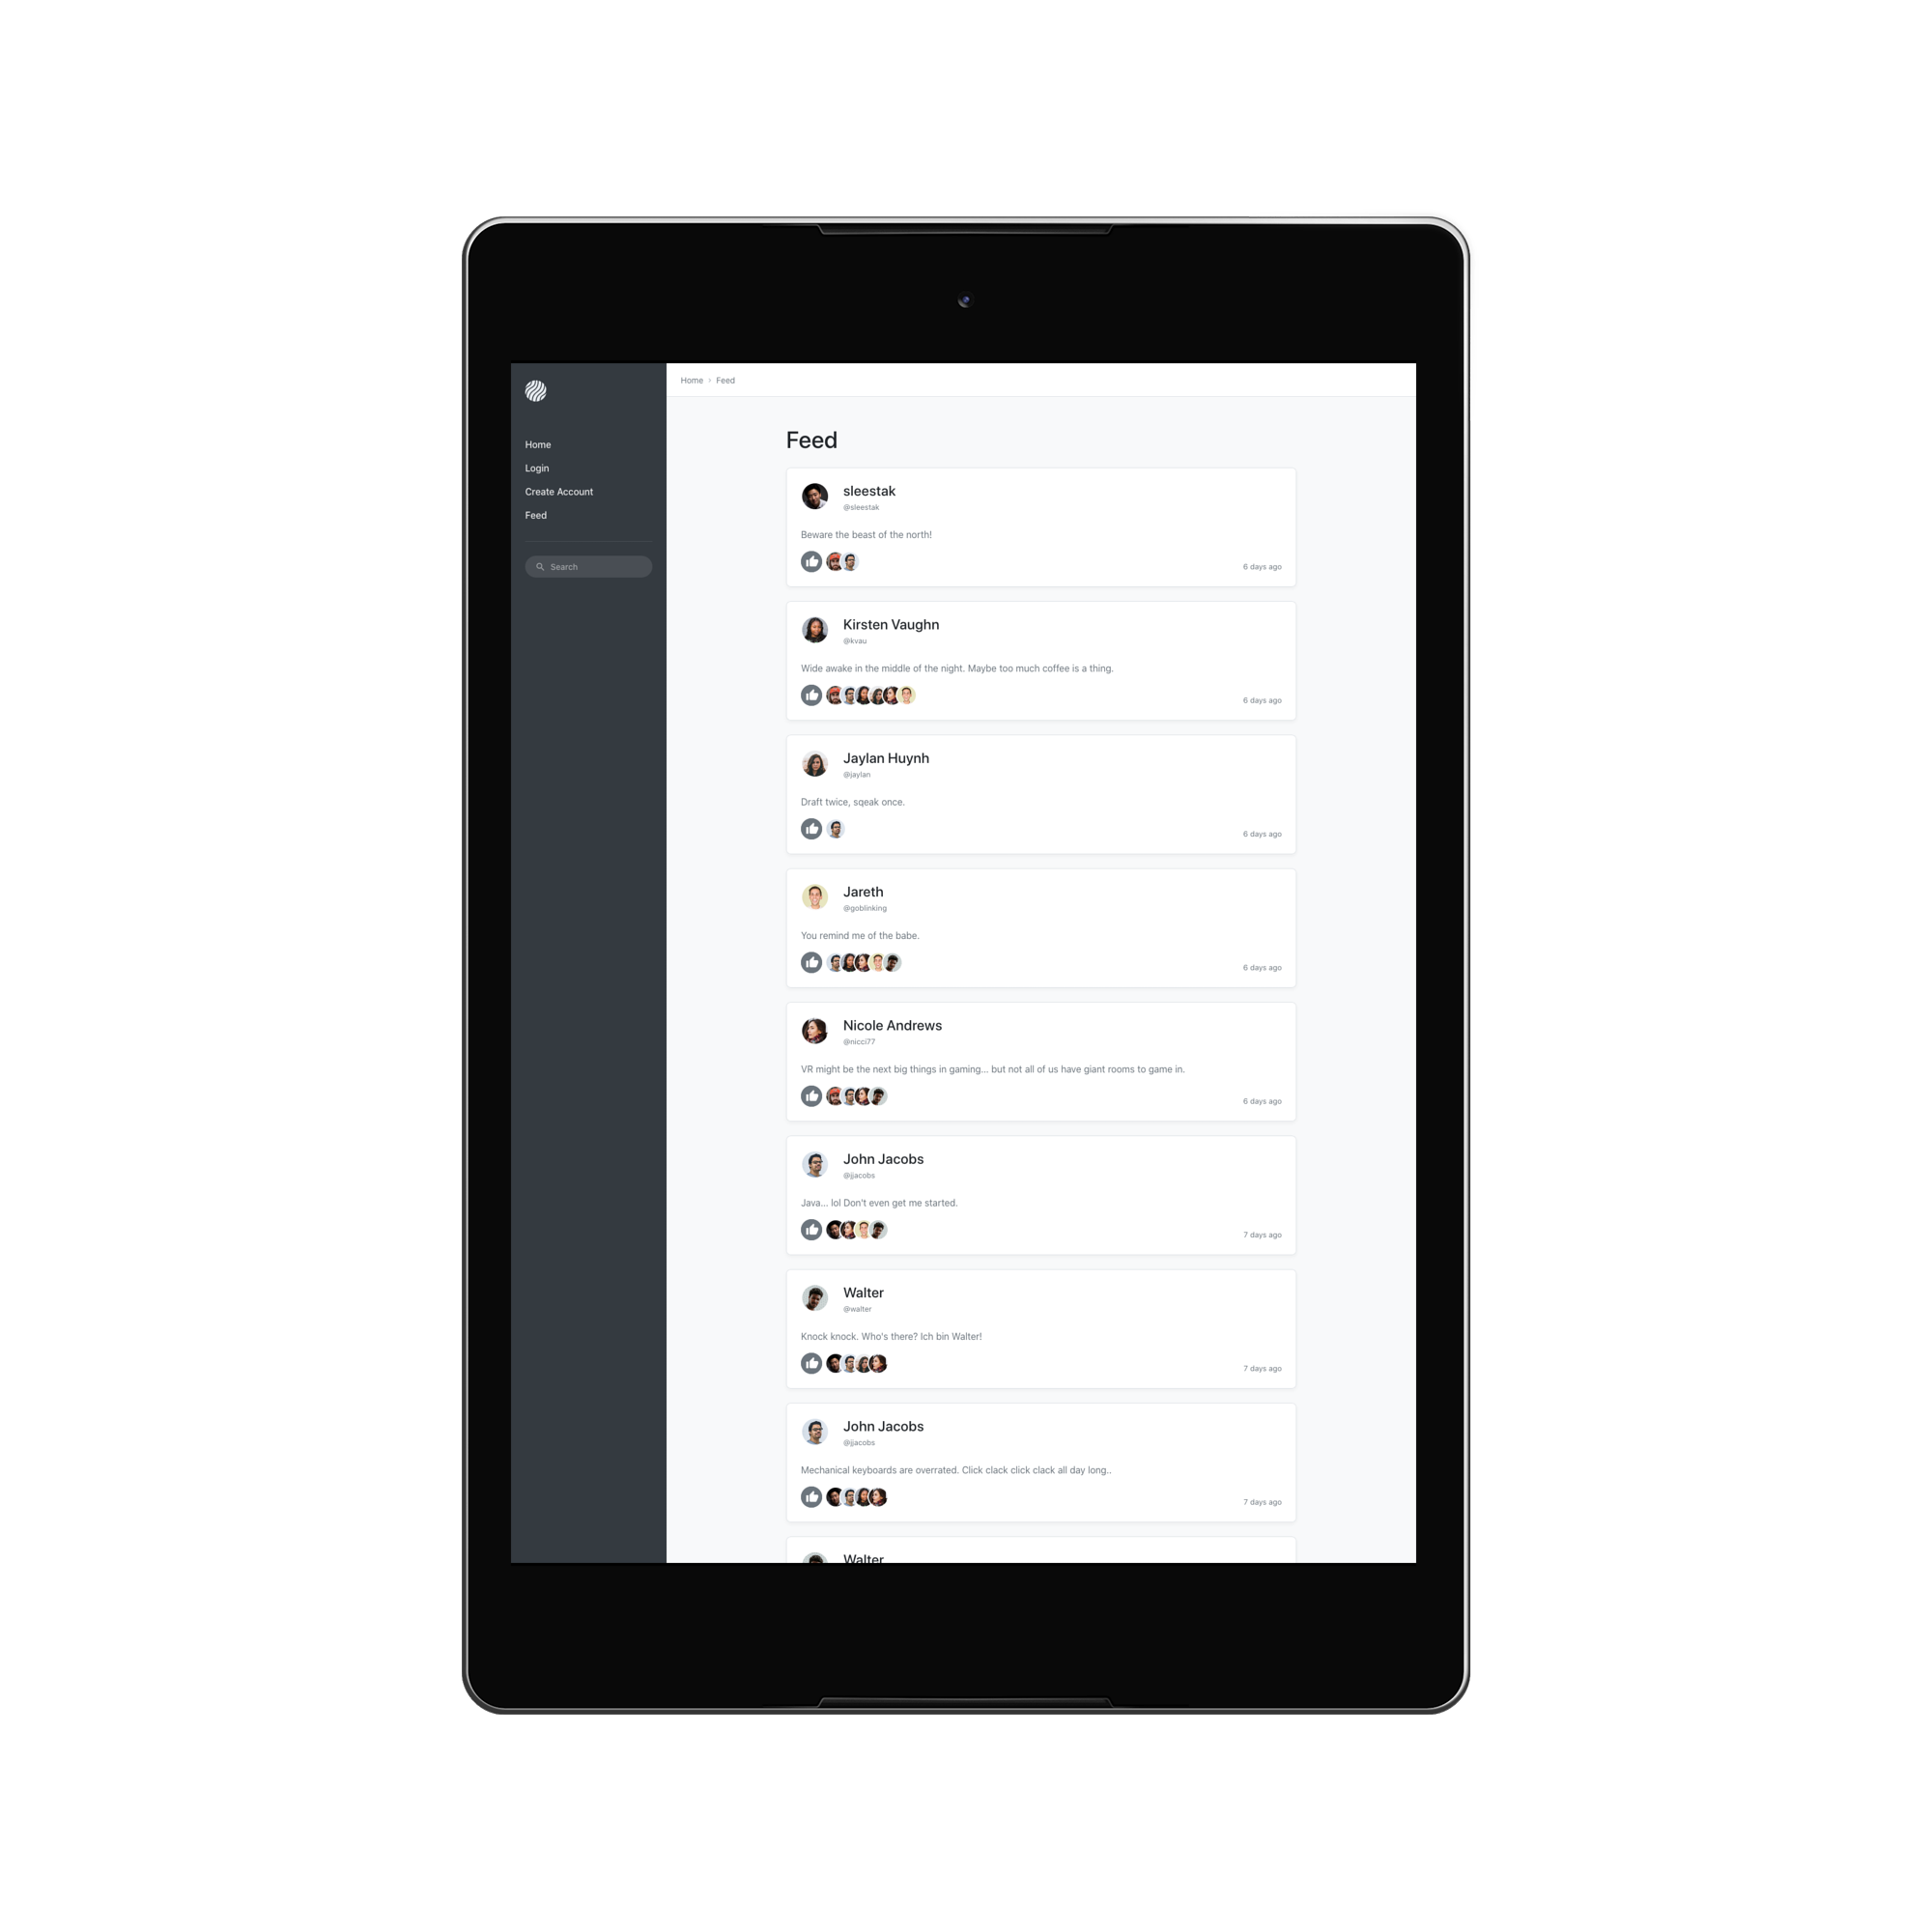 Home › Feed
Home
Login
Create Account
Feed
Search
Feed
sleestak
@sleestak
Beware the beast of the north!
6 days ago
Kirsten Vaughn
@kvau
Wide awake in the middle of the night. Maybe too much coffee is a thing.
6 days ago
Jaylan Huynh
@jaylan
Draft twice, sqeak once.
6 days ago
Jareth
@goblinking
You remind me of the babe.
6 days ago
Nicole Andrews
@nicci77
VR might be the next big things in gaming... but not all of us have giant rooms to game in.
6 days ago
John Jacobs
@jjacobs
Java... lol Don't even get me started.
7 days ago
Walter
@walter
Knock knock. Who's there? Ich bin Walter!
7 days ago
John Jacobs
@jjacobs
Mechanical keyboards are overrated. Click clack click clack all day long..
7 days ago
Walter